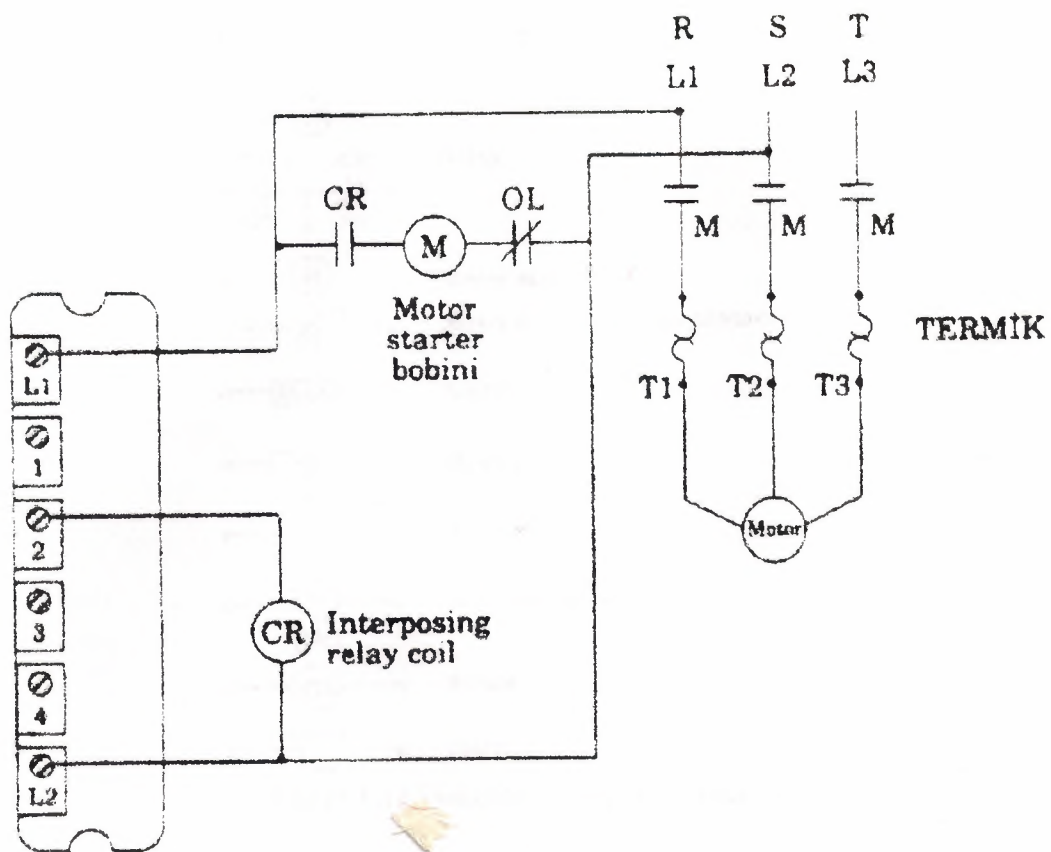 R S T
L1 L2 L3
CR OL
M
M M M
Motor
starter
bobini
TERMİK
T1 T2 T3
Motor
L1
1
2
3
4
L2
CR
Interposing
relay coil